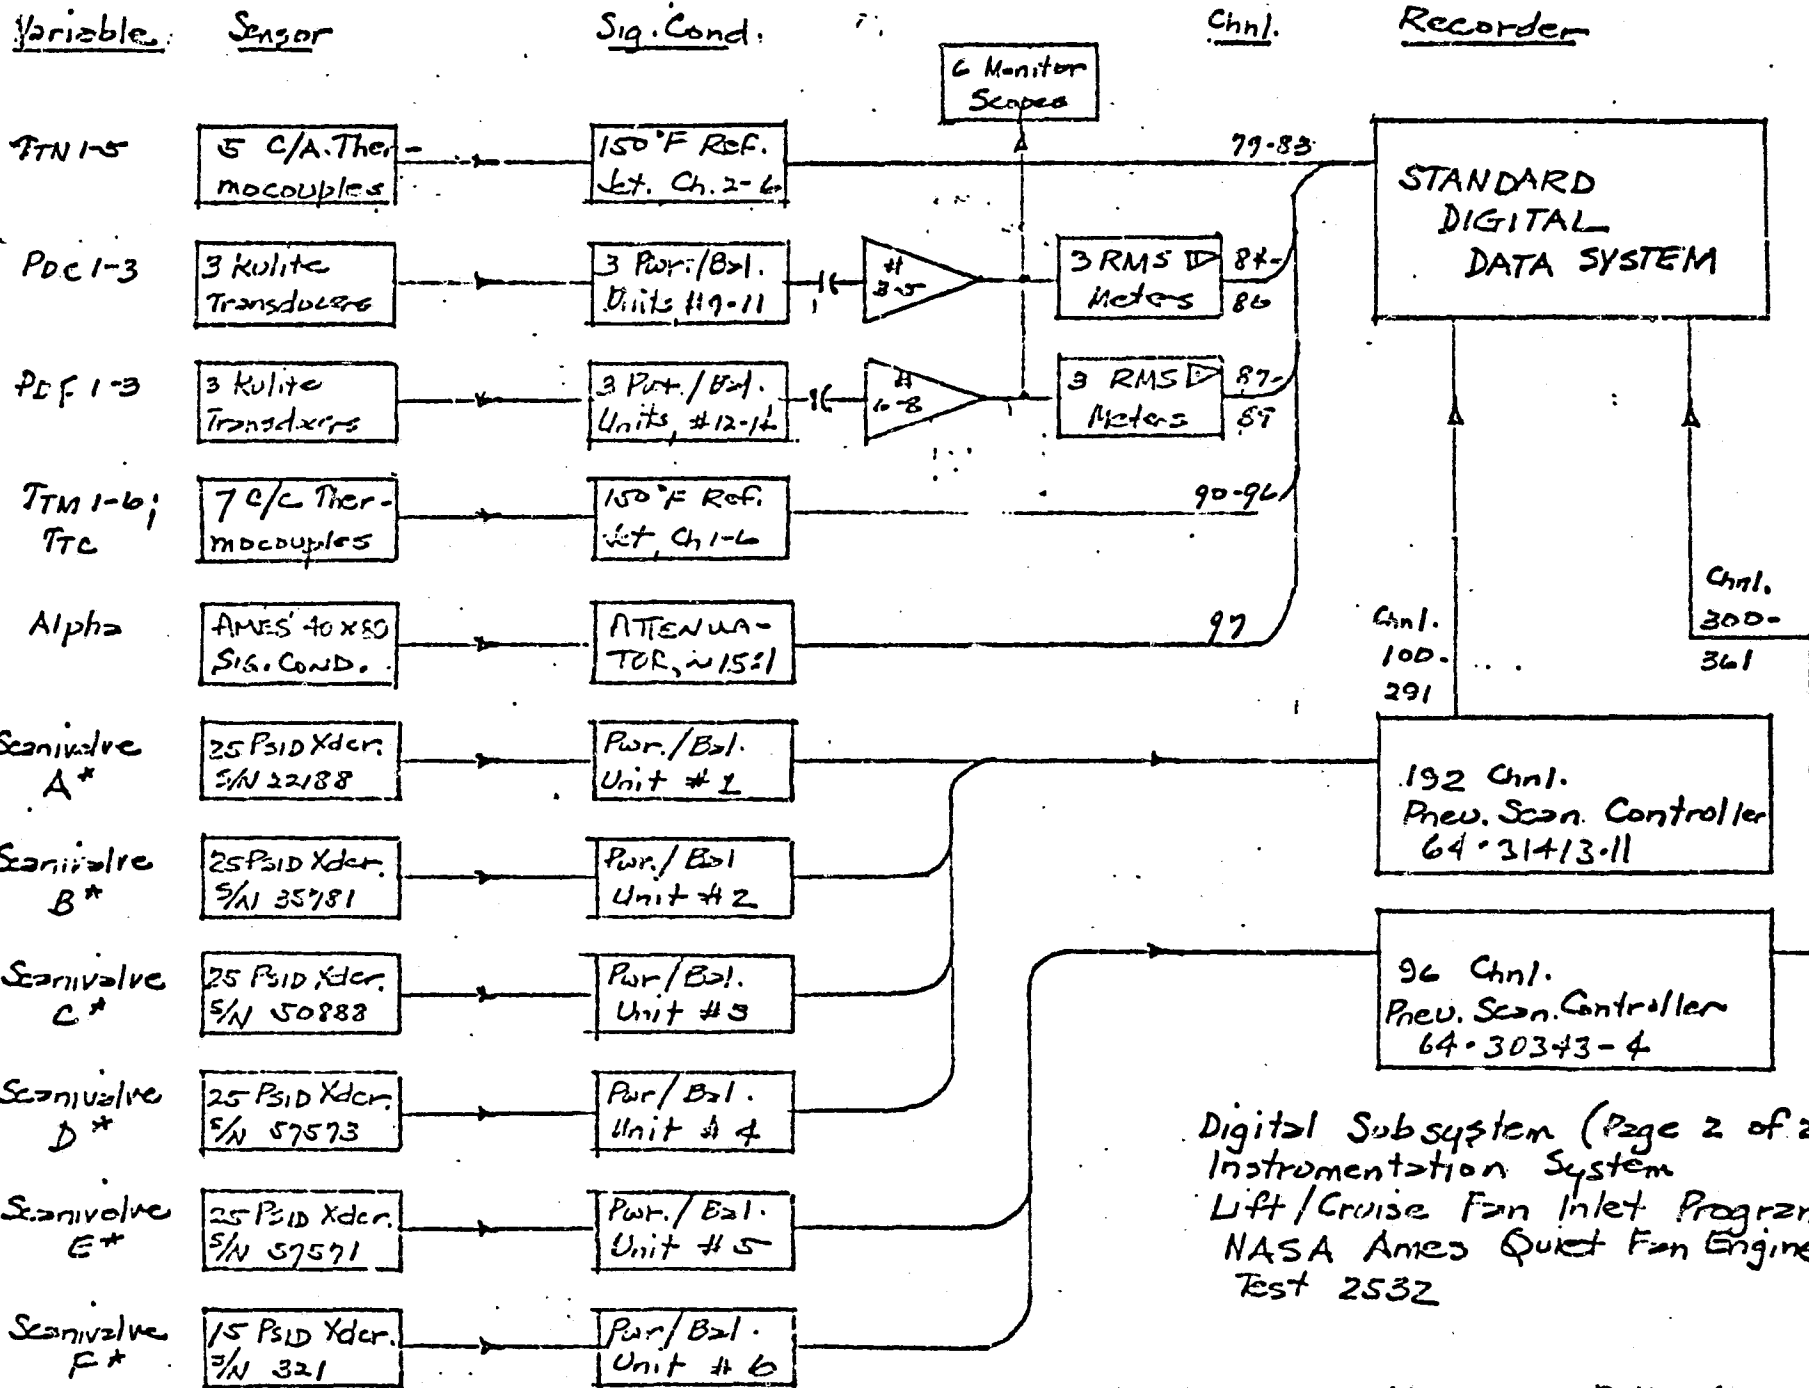 Variable Sensor Sig. Cond. Chnl. Recorder
6 Monitor
Scopes
TTN 1-5
5 C/A. Ther-
mocouples
150°F Ref.
Jct. Ch. 2-6
79-83
STANDARD
DIGITAL
DATA SYSTEM
PDC 1-3
3 Kulite
Transducers
3 Pwr./Bal.
Units #9-11
#
3-5
3 RMS
Meters
84-
86
PDF 1-3
3 Kulite
Transdxers
3 Pwr./Bal.
Units, #12-14
#
6-8
3 RMS
Meters
87-
89
TTM 1-6;
TTC
7 C/C Ther-
mocouples
150°F Ref.
Jct, Ch 1-6
90-96
Alpha
AMES 40x80
SIG. COND.
ATTENUA-
TOR, ~15:1
97
Chnl.
100-
291
Chnl.
300-
361
Scanivalve
A*
25 PSID Xdcr.
S/N 22188
Pwr./Bal.
Unit #1
192 Chnl.
Pneu. Scan. Controller
64-31413-11
Scanivalve
B*
25 PSID Xdcr.
S/N 35781
Pwr./Bal
Unit #2
Scanivalve
C*
25 PSID Xdcr.
S/N 50883
Pwr/Bal.
Unit #3
96 Chnl.
Pneu. Scan. Controller
64-30343-4
Scanivalve
D*
25 PSID Xdcr.
S/N 57573
Pwr/Bal.
Unit #4
Scanivalve
E*
25 PSID Xdcr.
S/N 57571
Pwr./Bal.
Unit #5
Scanivalve
F*
15 PSID Xdcr.
S/N 321
Pwr/Bal.
Unit #6
Digital Subsystem (Page 2 of 2
Instrumentation System
Lift/Cruise Fan Inlet Program
NASA Ames Quiet Fan Engine
Test 2532